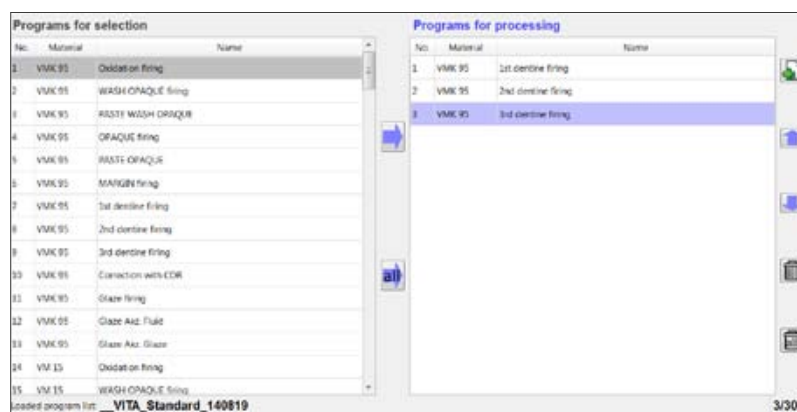 Programs for selection
No. Material Name
1 VMK 95 Oxidation firing
2 VMK 95 WASH OPAQUE firing
3 VMK 95 PASTE WASH OPAQUE
4 VMK 95 OPAQUE firing
5 VMK 95 PASTE OPAQUE
6 VMK 95 MARGIN firing
7 VMK 95 1st dentine firing
8 VMK 95 2nd dentine firing
9 VMK 95 3rd dentine firing
10 VMK 95 Correction with COR
11 VMK 95 Glaze firing
12 VMK 95 Glaze Akz. Fluid
13 VMK 95 Glaze Akz. Glaze
14 VM 15 Oxidation firing
15 VM 15 WASH OPAQUE firing
Loaded program list: __VITA_Standard_140819
all
Programs for processing
No. Material Name
1 VMK 95 1st dentine firing
2 VMK 95 2nd dentine firing
3 VMK 95 3rd dentine firing
3/30